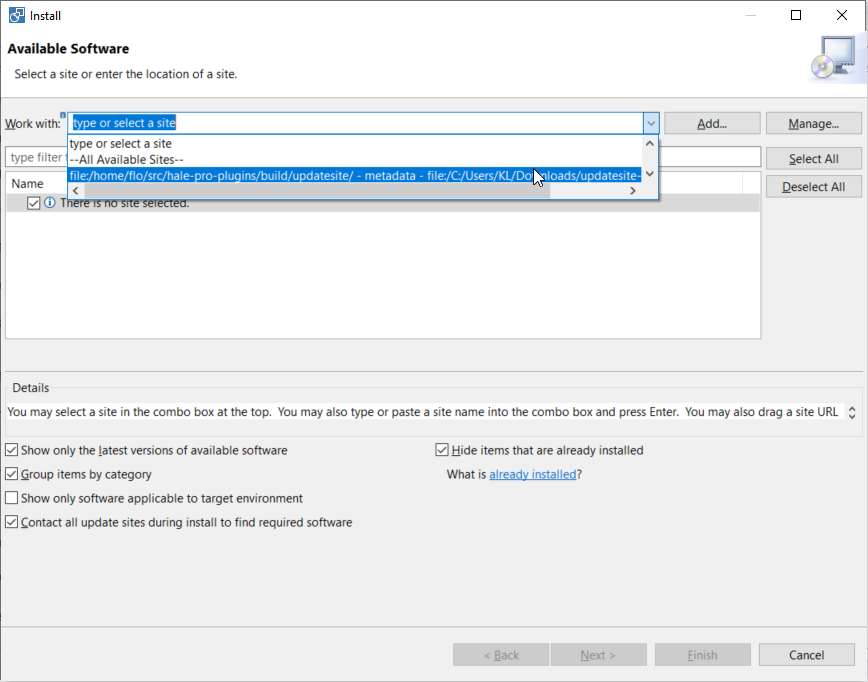 Install
Available Software
Select a site or enter the location of a site.
Work with:
type or select a site
Add...
Manage...
type or select a site
--All Available Sites--
file:/home/flo/src/hale-pro-plugins/build/updatesite/ - metadata - file:/C:/Users/KL/Downloads/updatesite-
type filter
Select All
Name
Deselect All
There is no site selected.
Details
You may select a site in the combo box at the top.  You may also type or paste a site name into the combo box and press Enter.  You may also drag a site URL
Show only the latest versions of available software
Hide items that are already installed
Group items by category
What is already installed?
Show only software applicable to target environment
Contact all update sites during install to find required software
< Back
Next >
Finish
Cancel